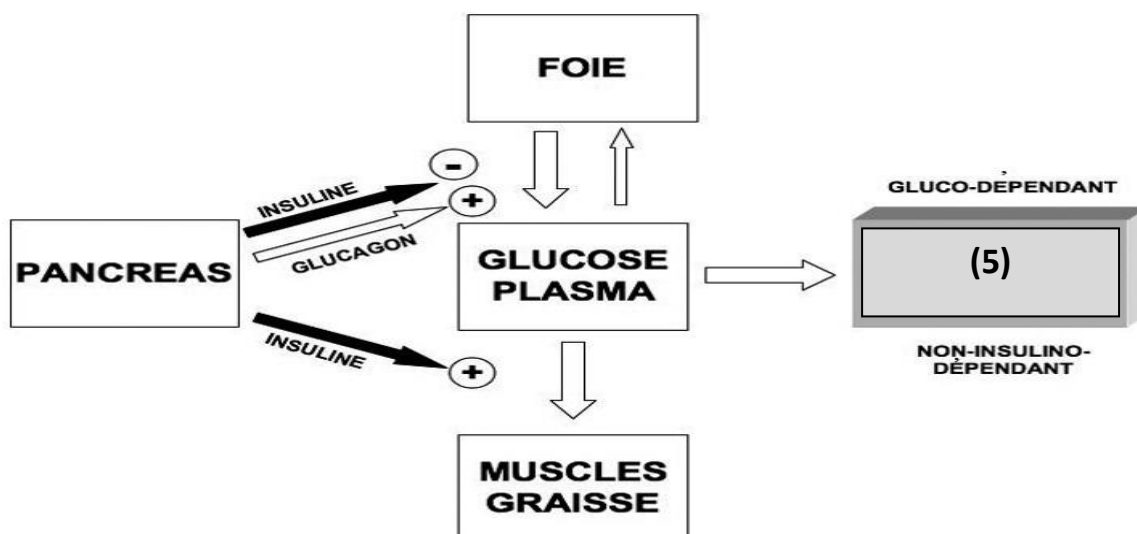 FOIE
-
INSULINE
+
GLUCAGON
PANCREAS
GLUCOSE
PLASMA
GLUCO-DÉPENDANT
(5)
NON-INSULINO-
DÉPENDANT
INSULINE
+
MUSCLES
GRAISSE